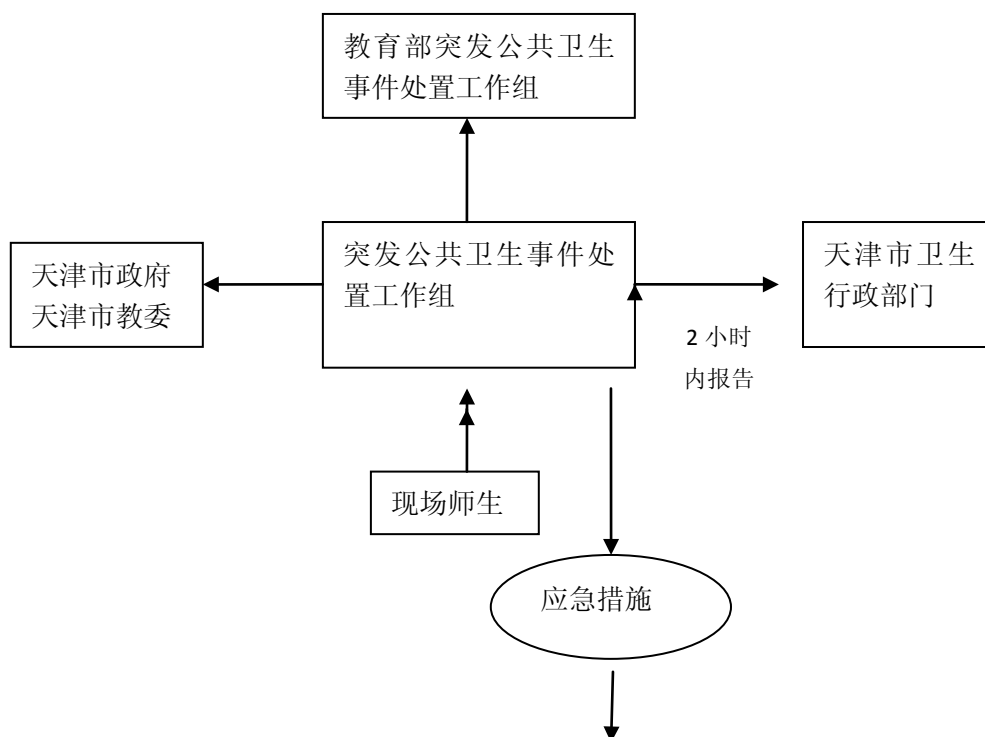 教育部突发公共卫生
事件处置工作组
天津市政府
天津市教委
突发公共卫生事件处
置工作组
天津市卫生
行政部门
2 小时
内报告
现场师生
应急措施